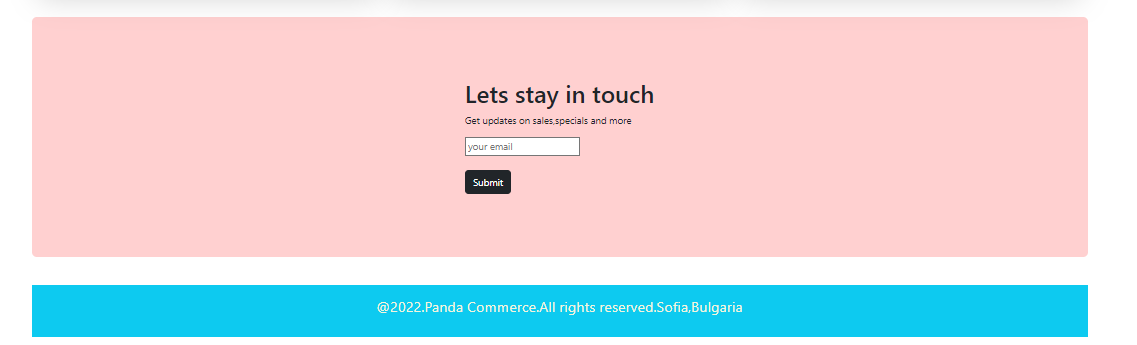 Lets stay in touch
Get updates on sales,specials and more
your email
Submit
@2022.Panda Commerce.All rights reserved.Sofia,Bulgaria